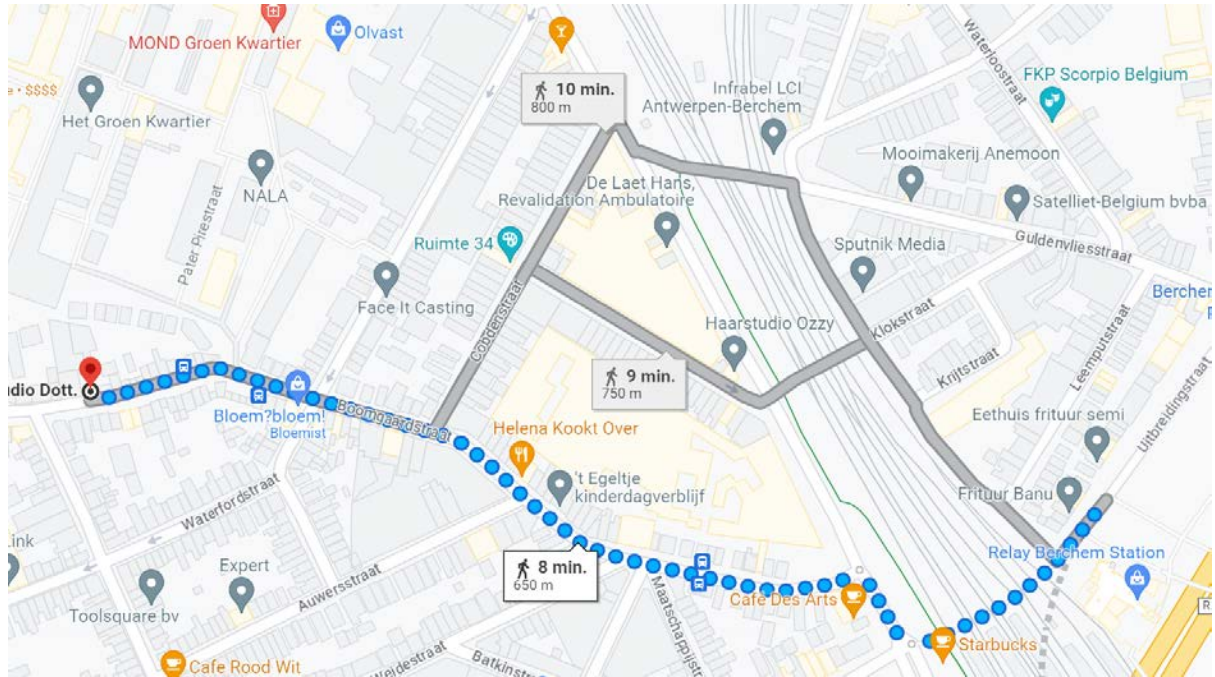 MOND Groen Kwartier
Olvast
$$$$
Het Groen Kwartier
NALA
Pater Pirestraat
10 min.
800 m
Infrabel LCI
Antwerpen-Berchem
Waterloostraat
FKP Scorpio Belgium
Mooimakerij Anemoon
Satelliet-Belgium bvba
Guldenvliesstraat
De Laet Hans,
Revalidation Ambulatoire
Ruimte 34
Face It Casting
Cobdenstraat
Sputnik Media
Klokstraat
Berchem
Haarstudio Ozzy
9 min.
750 m
Krijtstraat
Leemputstraat
Uitbreidingstraat
udio Dott.
Bloem?bloem!
Bloemist
Boomgaardstraat
Helena Kookt Over
't Egeltje
kinderdagverblijf
Eethuis frituur semi
Frituur Banu
Waterfordstraat
Link
Expert
Toolsquare bv
Auwersstraat
8 min.
650 m
Maatschappijstr
Cafe Des Arts
Relay Berchem Station
Starbucks
R
Cafe Rood Wit
Weidestraat
Batkinstr